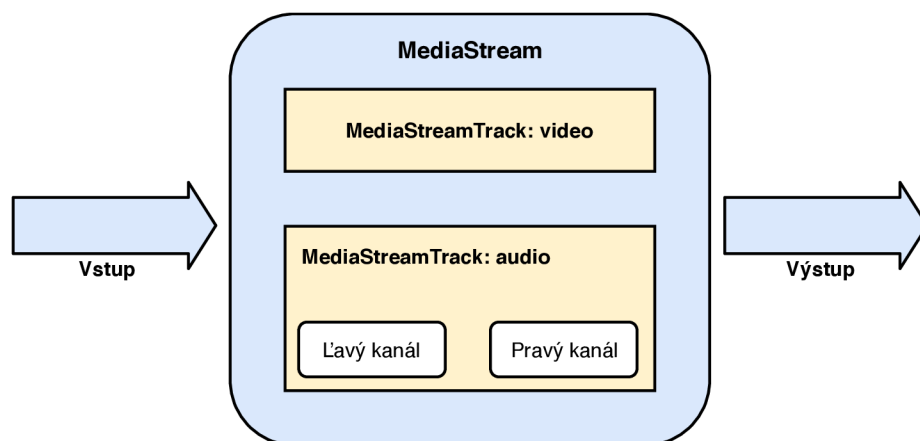 MediaStream
MediaStreamTrack: video
Vstup
MediaStreamTrack: audio
Ľavý kanál
Pravý kanál
Výstup